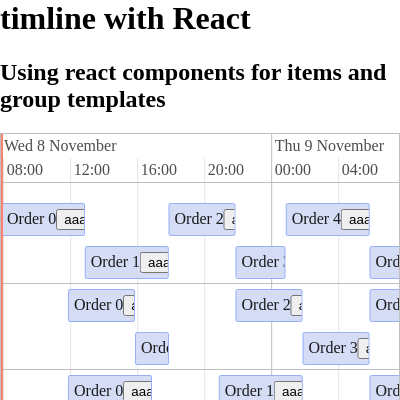 timline with React
Using react components for items and
group templates
Wed 8 November Thu 9 November
08:00 12:00 16:00 20:00 00:00 04:00
Order 0 aaa Order 2 Order 4 aaa
Order 1 aaa Order Ord
Order 0 Order 2 Ord
Ord Order 3
Order 0 aaa Order 1 aaa Ord